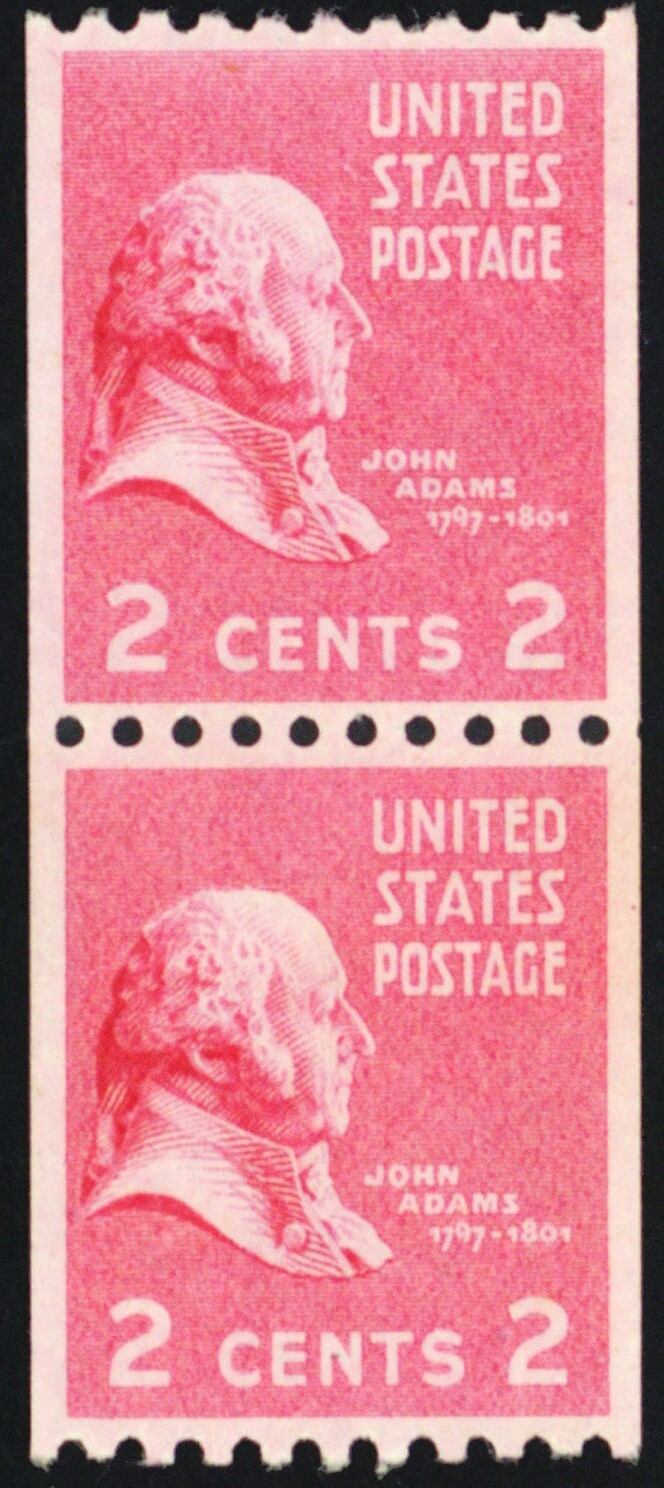 UNITED
STATES
POSTAGE
JOHN
ADAMS
1797-1801
2 CENTS 2
UNITED
STATES
POSTAGE
JOHN
ADAMS
1797-1801
2 CENTS 2